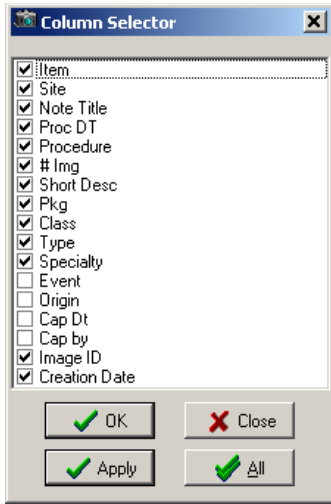 Column Selector
Item
Site
Note Title
Proc DT
Procedure
# Img
Short Desc
Pkg
Class
Type
Specialty
Event
Origin
Cap Dt
Cap by
Image ID
Creation Date
OK Close
Apply All